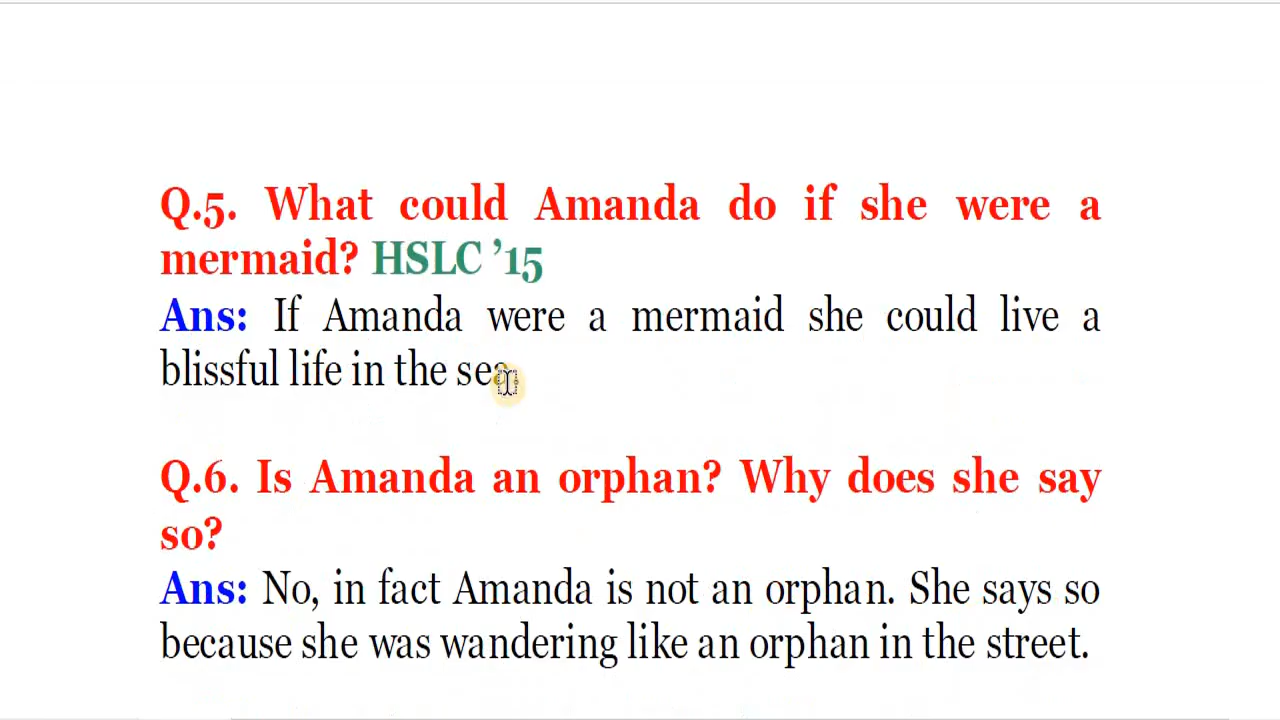 Q.5. What could Amanda do if she were a
mermaid? HSLC ’15
Ans: If Amanda were a mermaid she could live a
blissful life in the sea
Q.6. Is Amanda an orphan? Why does she say
so?
Ans: No, in fact Amanda is not an orphan. She says so
because she was wandering like an orphan in the street.